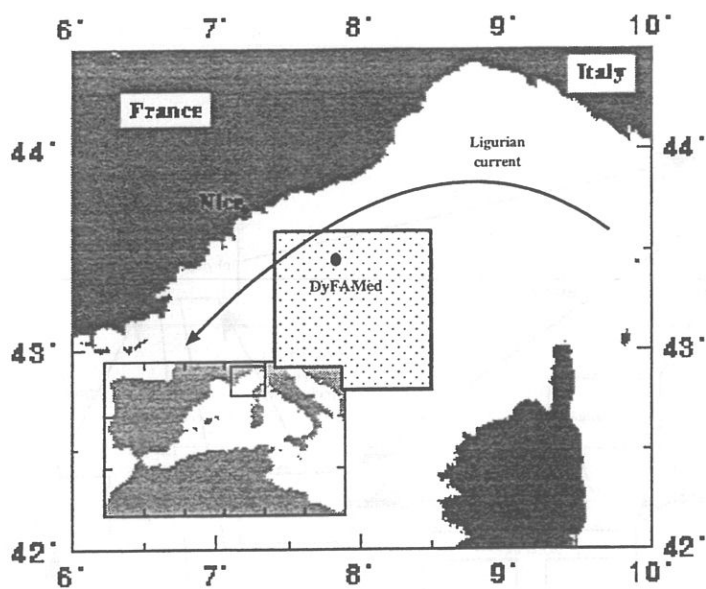 6° 7° 8° 9° 10°
Italy
France
Ligurian
current
44° 44°
Nice
DyFAMed
43° 43°
42° 42°
6° 7° 8° 9° 10°